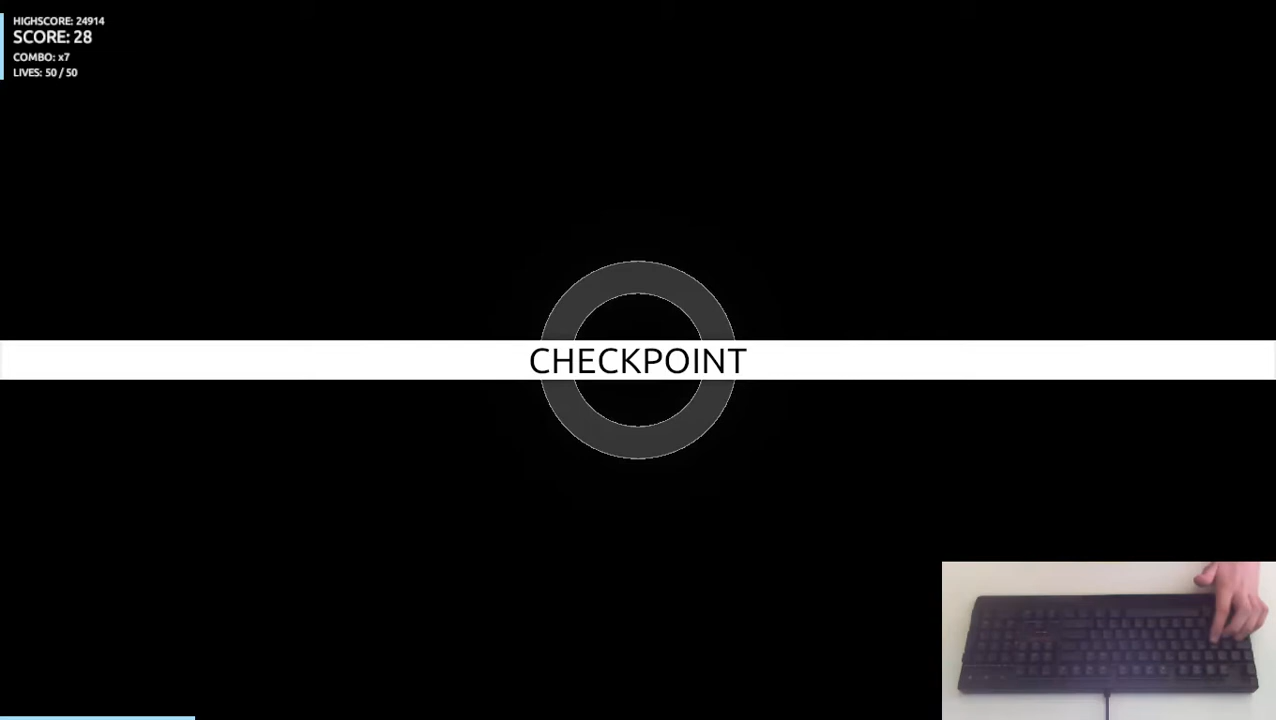 HIGHSCORE: 24914
SCORE: 28
COMBO: x7
LIVES: 50 / 50
CHECKPOINT